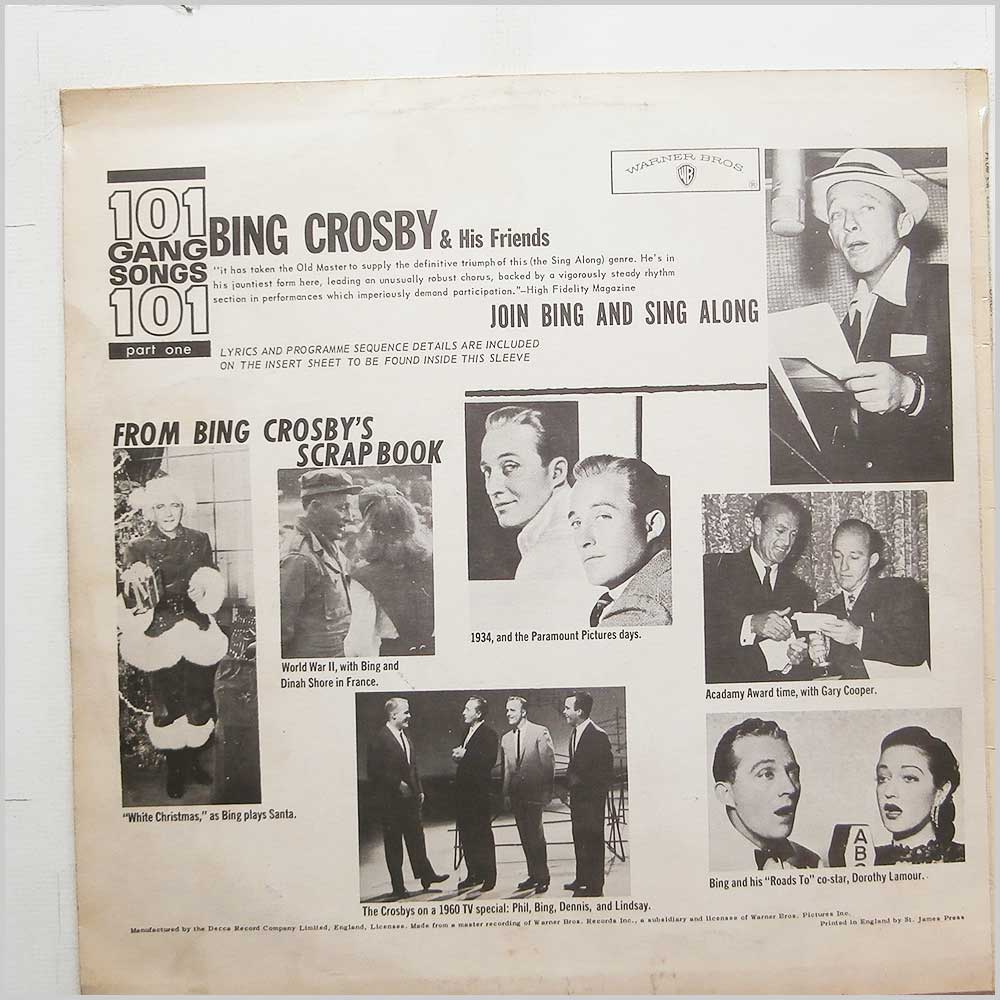 WARNER BROS
WB
®
101
GANG
SONGS
101
part one
BING CROSBY & His Friends
"it has taken the Old Master to supply the definitive triumph of this (the Sing Along) genre. He's in
his jauntiest form here, leading an unusually robust chorus, backed by a vigorously steady rhythm
section in performances which imperiously demand participation."—High Fidelity Magazine
JOIN BING AND SING ALONG
LYRICS AND PROGRAMME SEQUENCE DETAILS ARE INCLUDED
ON THE INSERT SHEET TO BE FOUND INSIDE THIS SLEEVE
FROM BING CROSBY'S
SCRAP BOOK
1934, and the Paramount Pictures days.
World War II, with Bing and
Dinah Shore in France.
Acadamy Award time, with Gary Cooper.
"White Christmas," as Bing plays Santa.
ABC
Bing and his "Roads To" co-star, Dorothy Lamour.
The Crosbys on a 1960 TV special: Phil, Bing, Dennis, and Lindsay.
Manufactured by the Decca Record Company Limited, England, Licensee. Made from a master recording of Warner Bros. Records Inc., a subsidiary and licensee of Warner Bros. Pictures Inc.
Printed in England by St. James Press